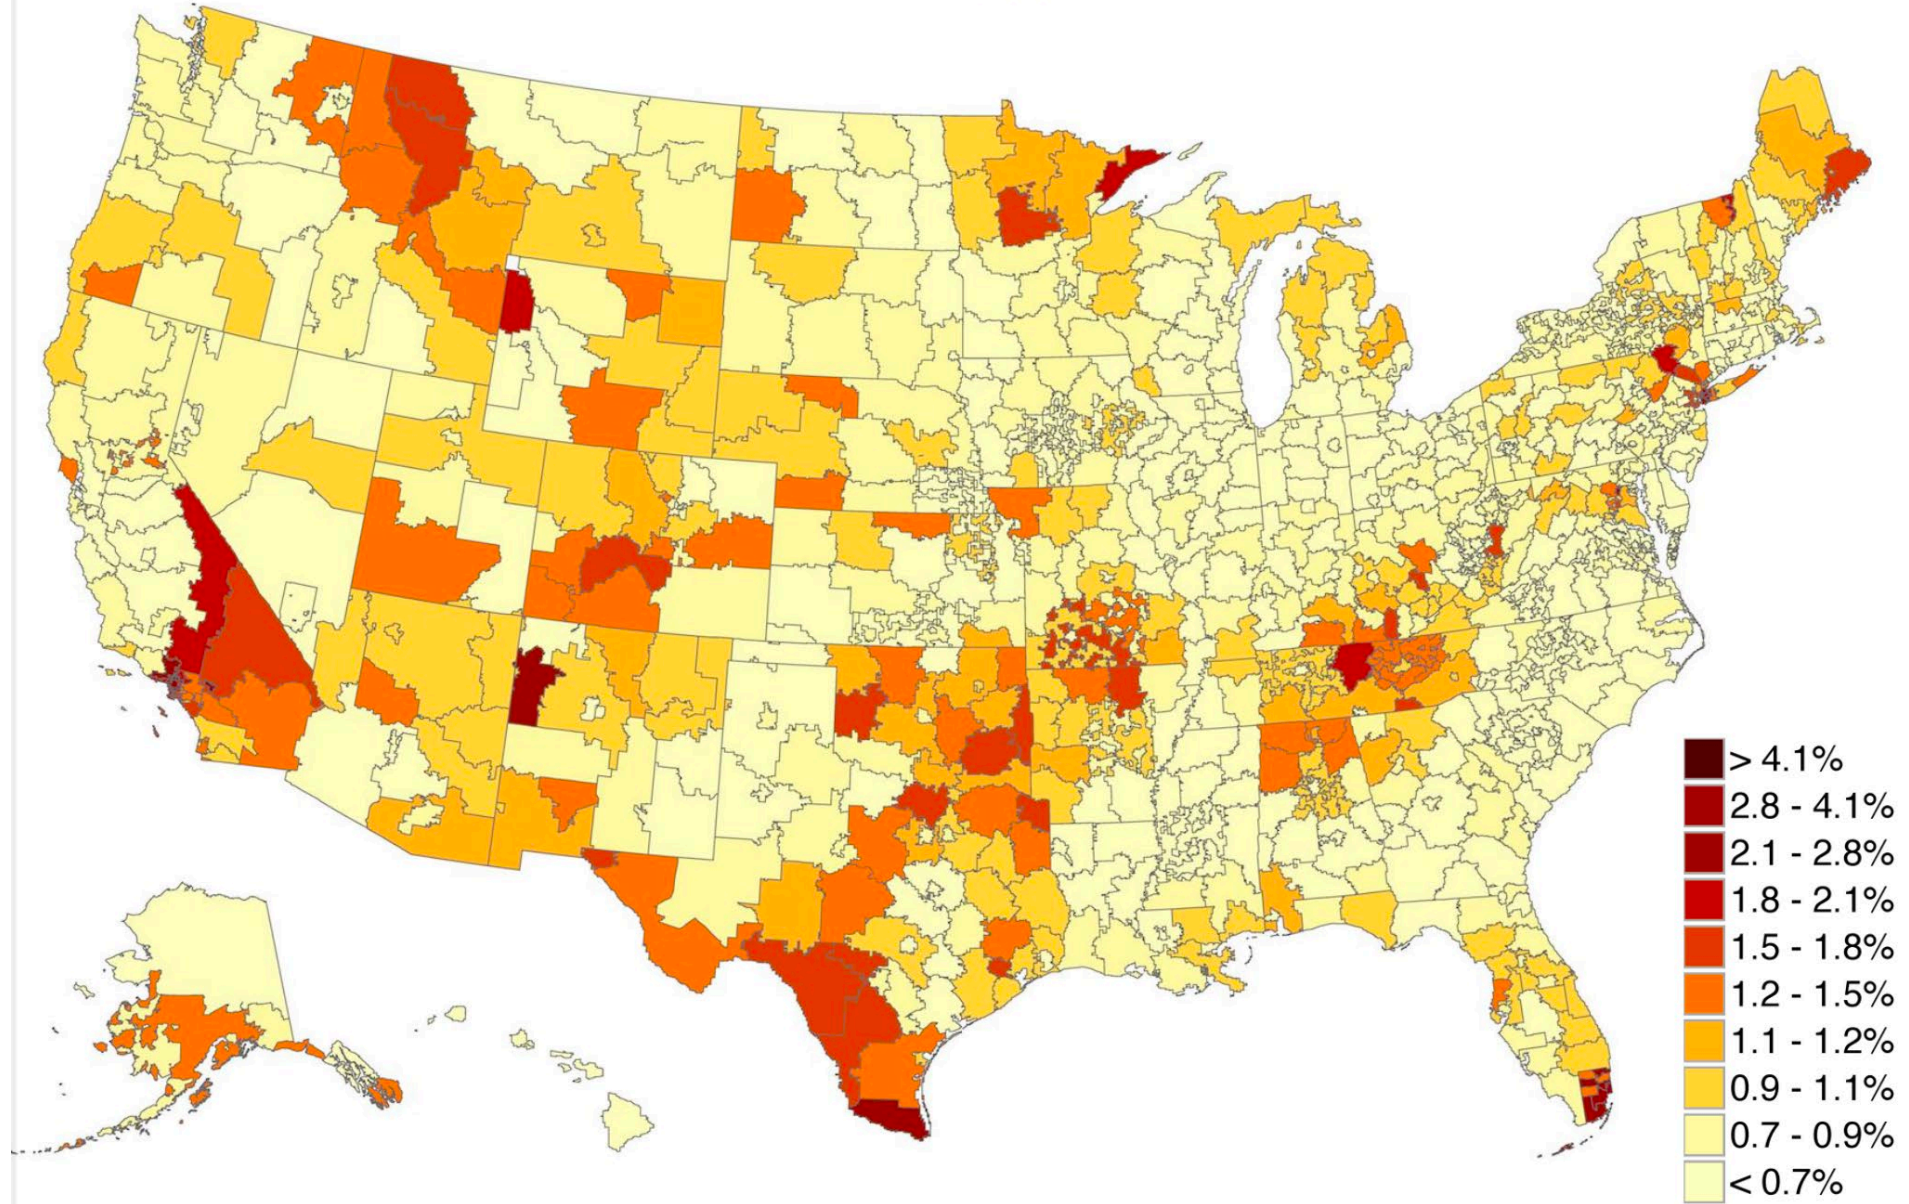 > 4.1%
2.8 - 4.1%
2.1 - 2.8%
1.8 - 2.1%
1.5 - 1.8%
1.2 - 1.5%
1.1 - 1.2%
0.9 - 1.1%
0.7 - 0.9%
< 0.7%